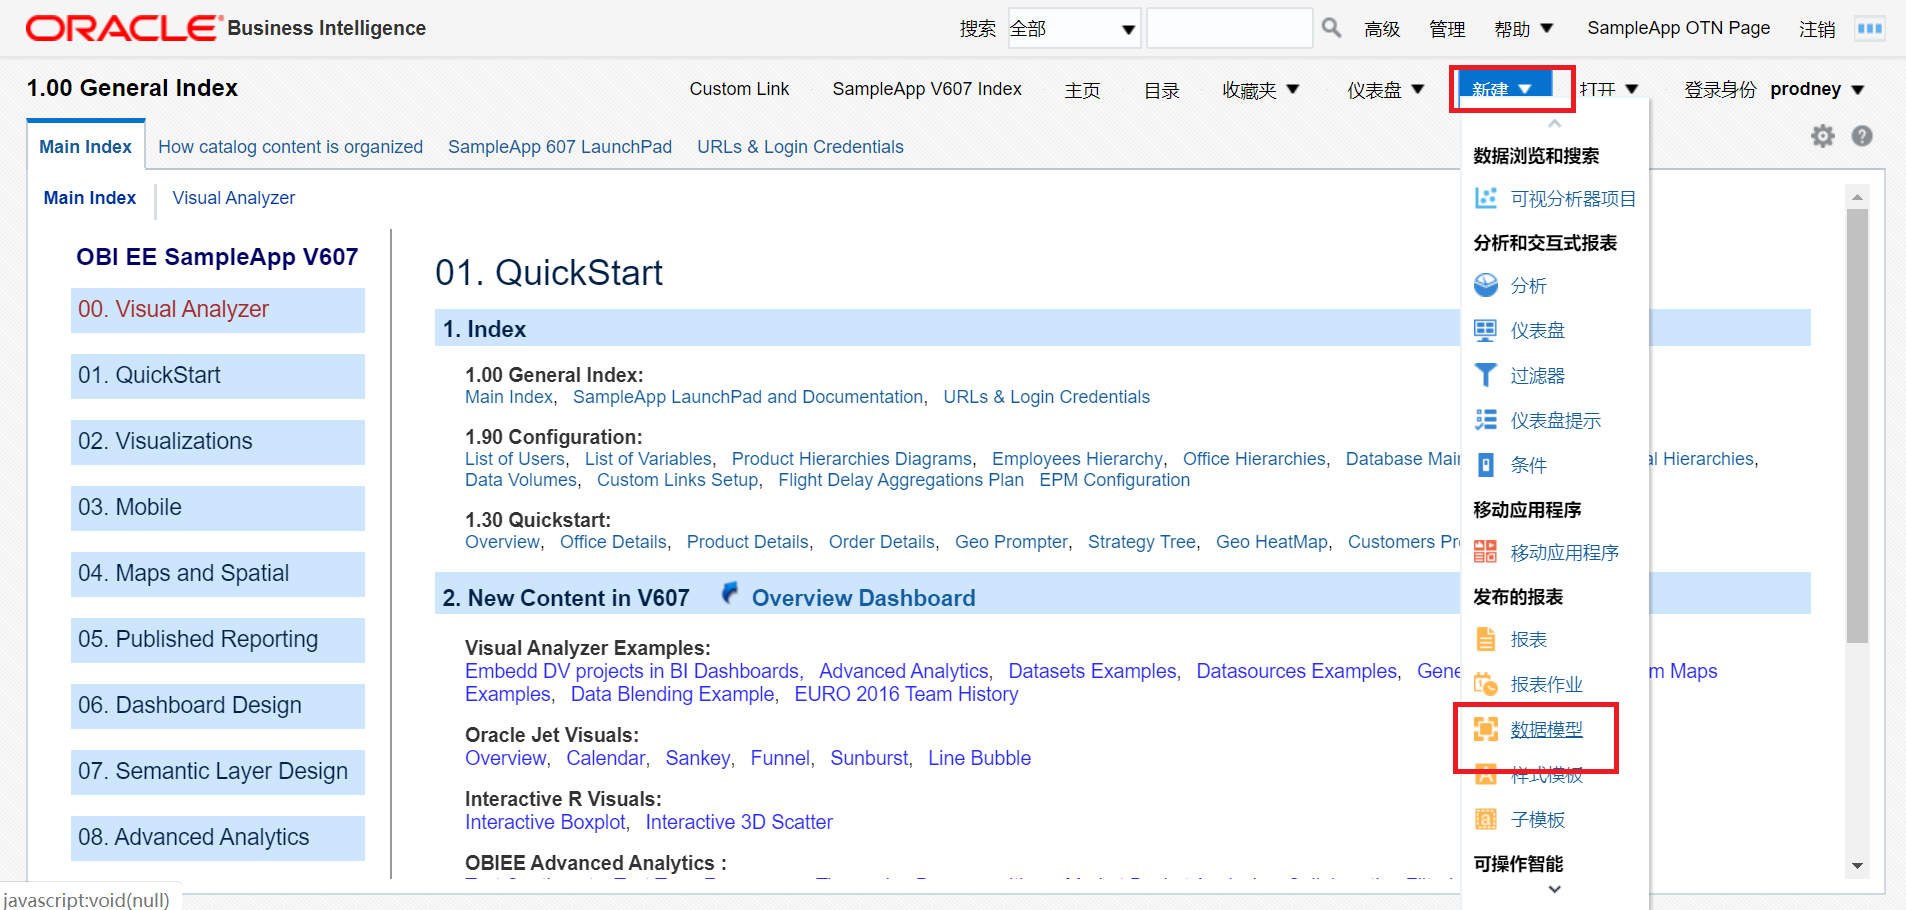 ORACLE Business Intelligence
搜索 全部 高级 管理 帮助 SampleApp OTN Page 注销
1.00 General Index
Custom Link SampleApp V607 Index 主页 目录 收藏夹 仪表盘 新建 打开 登录身份 prodney
Main Index How catalog content is organized SampleApp 607 LaunchPad URLs & Login Credentials
Main Index Visual Analyzer
OBI EE SampleApp V607
00. Visual Analyzer
01. QuickStart
02. Visualizations
03. Mobile
04. Maps and Spatial
05. Published Reporting
06. Dashboard Design
07. Semantic Layer Design
08. Advanced Analytics
01. QuickStart
1. Index
1.00 General Index:
Main Index, SampleApp LaunchPad and Documentation, URLs & Login Credentials
1.90 Configuration:
List of Users, List of Variables, Product Hierarchies Diagrams, Employees Hierarchy, Office Hierarchies, Database Mai l Hierarchies,
Data Volumes, Custom Links Setup, Flight Delay Aggregations Plan EPM Configuration
1.30 Quickstart:
Overview, Office Details, Product Details, Order Details, Geo Prompter, Strategy Tree, Geo HeatMap, Customers Pr
2. New Content in V607 Overview Dashboard
Visual Analyzer Examples:
Embedd DV projects in BI Dashboards, Advanced Analytics, Datasets Examples, Datasources Examples, Gene m Maps
Examples, Data Blending Example, EURO 2016 Team History
Oracle Jet Visuals:
Overview, Calendar, Sankey, Funnel, Sunburst, Line Bubble
Interactive R Visuals:
Interactive Boxplot, Interactive 3D Scatter
OBIEE Advanced Analytics :
数据浏览和搜索
可视分析器项目
分析和交互式报表
分析
仪表盘
过滤器
仪表盘提示
条件
移动应用程序
移动应用程序
发布的报表
报表
报表作业
数据模型
样式模板
子模板
可操作智能
javascript:void(null)